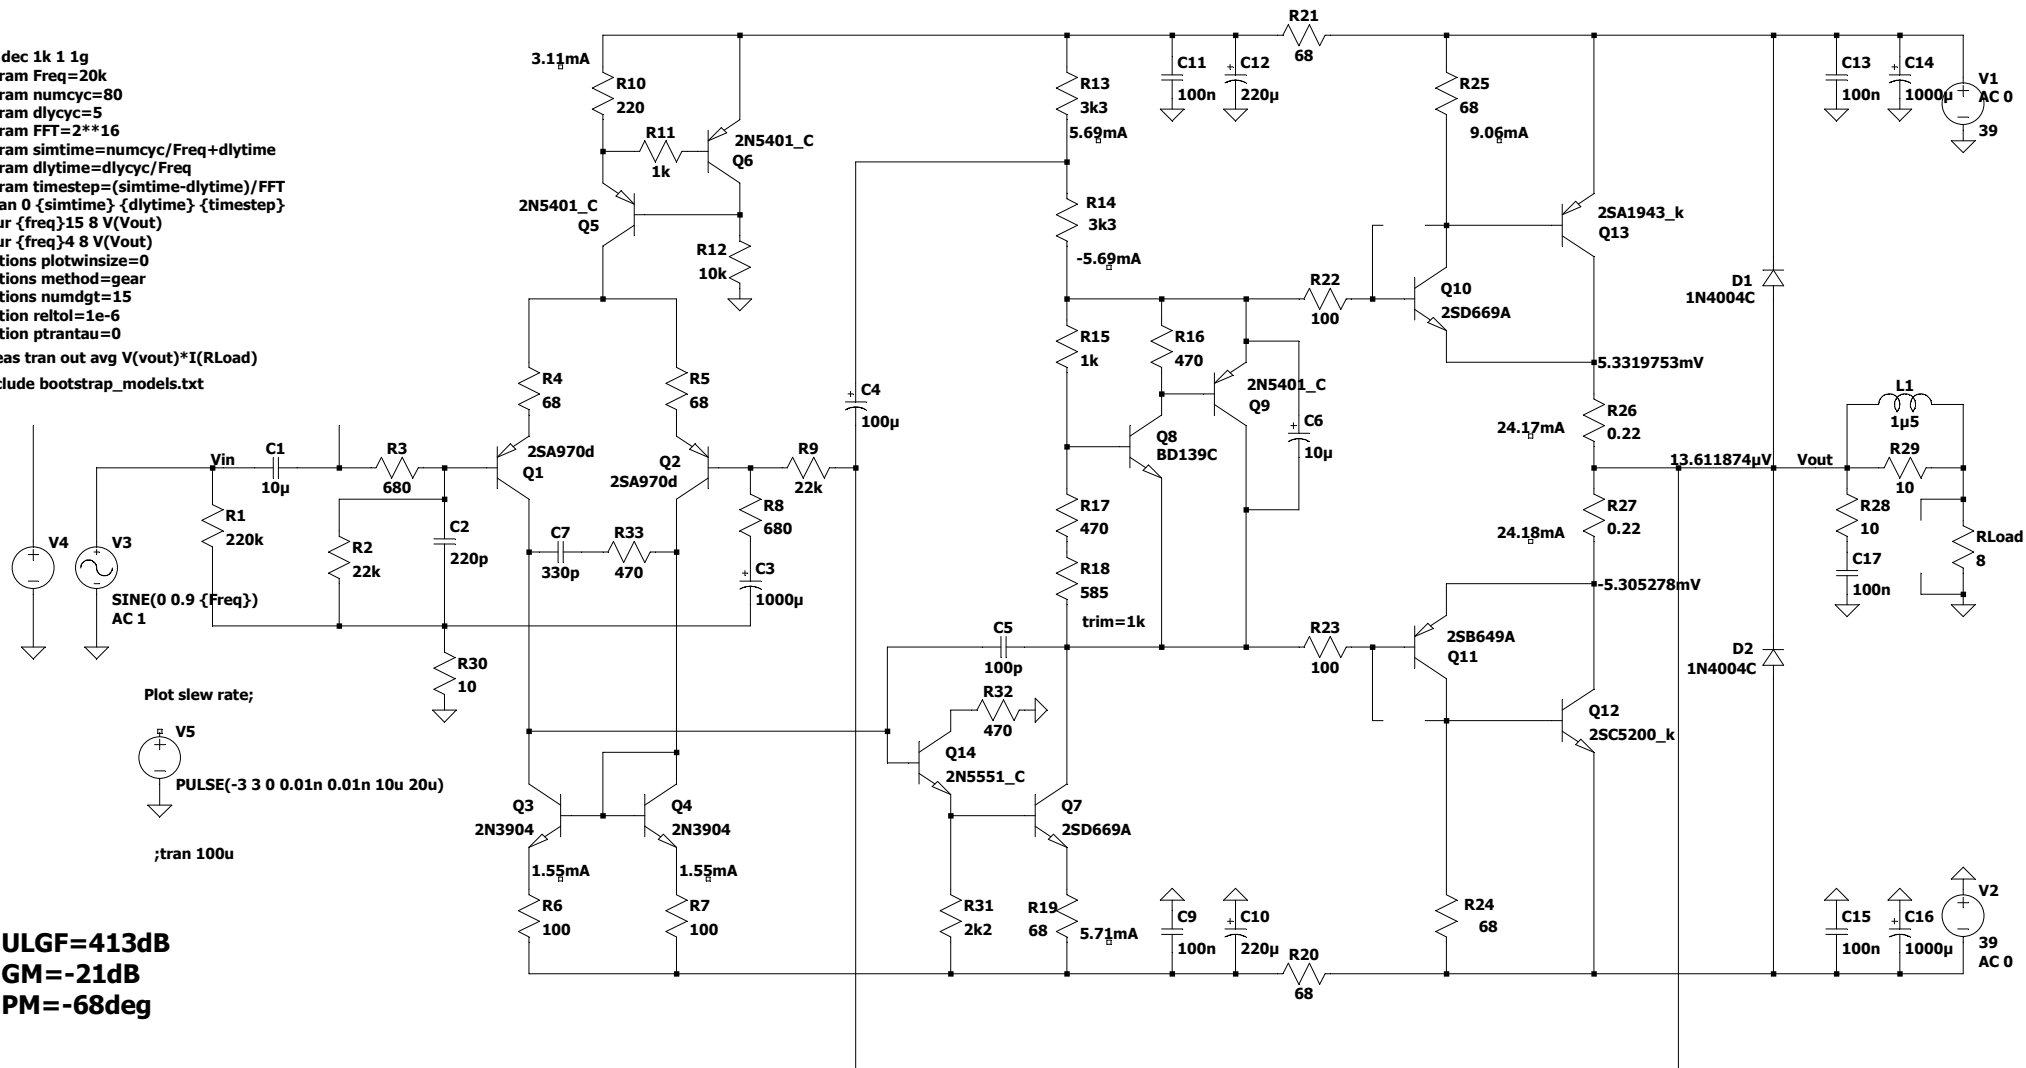 dec 1k 1 1g
ram Freq=20k
ram numcyc=80
ram dlycyc=5
ram FFT=2**16
ram simtime=numcyc/Freq+dlytime
ram dlytime=dlycyc/Freq
ram timestep=(simtime-dlytime)/FFT
an 0 {simtime} {dlytime} {timestep}
ur {freq}15 8 V(Vout)
ur {freq}4 8 V(Vout)
tions plotwinsize=0
tions method=gear
tions numdgt=15
tion reltol=1e-6
tion ptrantau=0
eas tran out avg V(vout)*I(RLoad)
clude bootstrap_models.txt
3.11mA
R10
220
R11
1k
2N5401_C
Q6
2N5401_C
Q5
R12
10k
R13
3k3
5.69mA
R14
3k3
-5.69mA
C11
100n
C12
220µ
R21
68
R25
68
9.06mA
2SA1943_k
Q13
C13
100n
C14
1000µ
V1
AC 0
39
R4
68
R5
68
C4
100µ
R15
1k
R16
470
2N5401_C
Q9
Q8
BD139C
C6
10µ
R22
100
Q10
2SD669A
5.3319753mV
D1
1N4004C
R26
0.22
24.17mA
13.611874µV
Vout
L1
1µ5
R29
10
R27
0.22
24.18mA
R28
10
C17
100n
RLoad
8
-5.305278mV
Vin
C1
10µ
R3
680
2SA970d
Q1
Q2
2SA970d
R9
22k
R8
680
C3
1000µ
V4
V3
SINE(0 0.9 {Freq})
AC 1
R1
220k
R2
22k
C2
220p
C7
330p
R33
470
R17
470
R18
585
trim=1k
C5
100p
R23
100
2SB649A
Q11
D2
1N4004C
R30
10
R32
470
Q14
2N5551_C
Q12
2SC5200_k
Plot slew rate;
V5
PULSE(-3 3 0 0.01n 0.01n 10u 20u)
;tran 100u
Q3
2N3904
Q4
2N3904
Q7
2SD669A
1.55mA
1.55mA
R6
100
R7
100
R31
2k2
R19
68
5.71mA
C9
100n
C10
220µ
R20
68
R24
68
C15
100n
C16
1000µ
V2
39
AC 0
ULGF=413dB
GM=-21dB
PM=-68deg